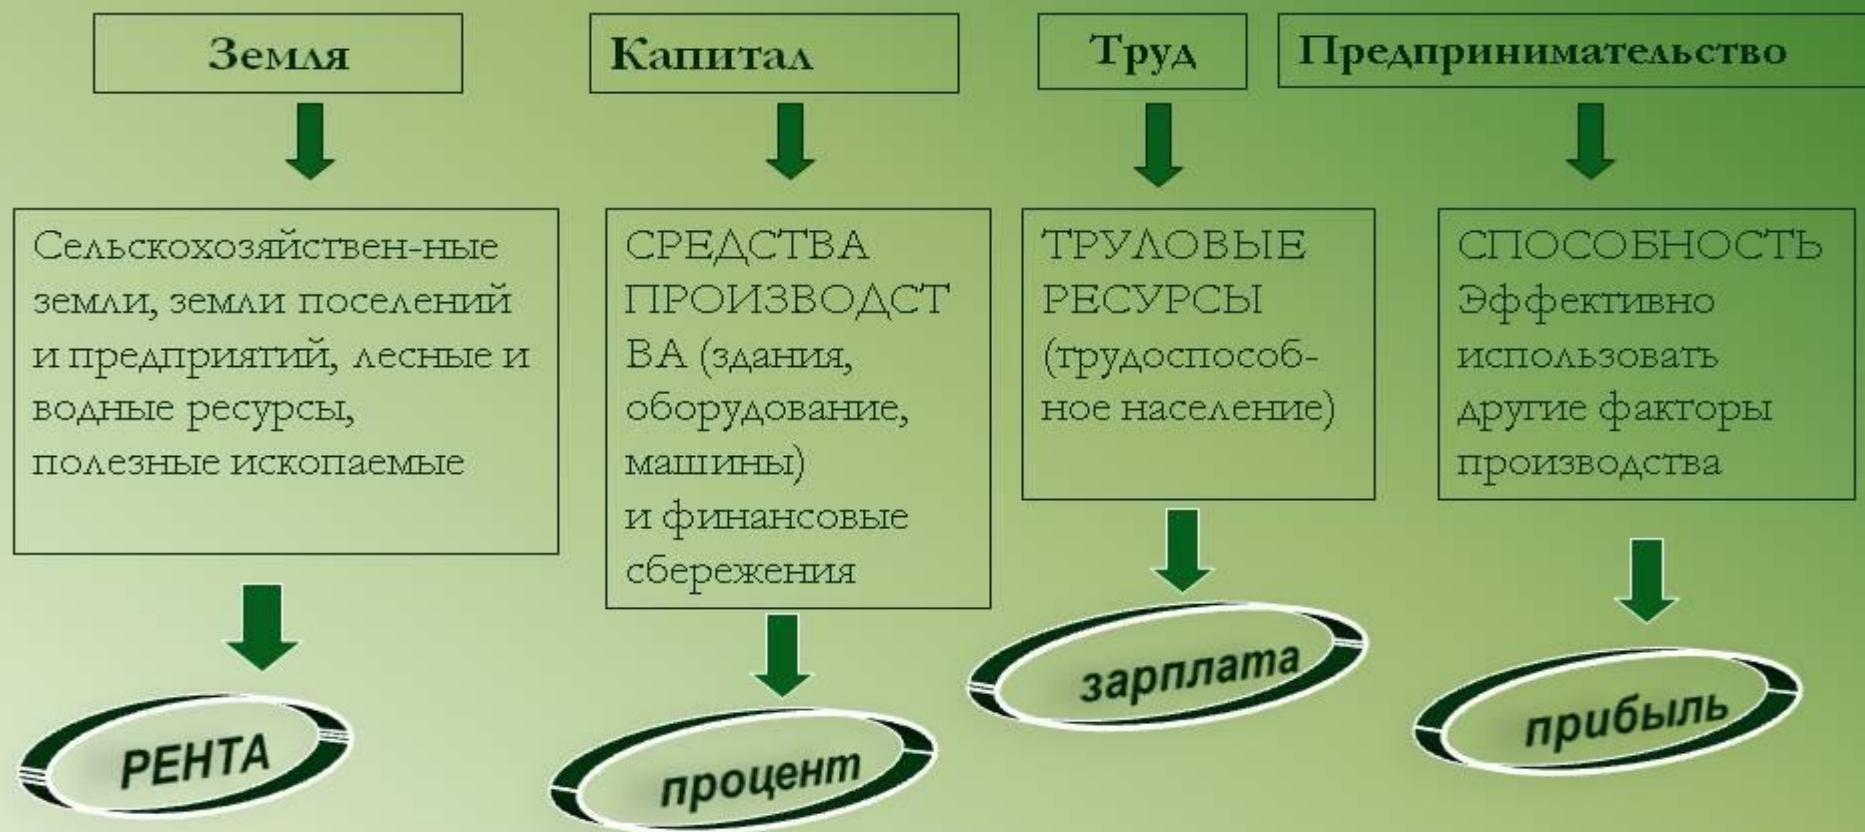 Земля
Капитал
Труд
Предпринимательство
Сельскохозяйствен-ные
земли, земли поселений
и предприятий, лесные и
водные ресурсы,
полезные ископаемые
СРЕДСТВА
ПРОИЗВОДСТ
ВА (здания,
оборудование,
машины)
и финансовые
сбережения
ТРУЛОВЫЕ
РЕСУРСЫ
(трудоспособ-
ное население)
СПОСОБНОСТЬ
Эффективно
использовать
другие факторы
производства
РЕНТА
процент
зарплата
прибыль